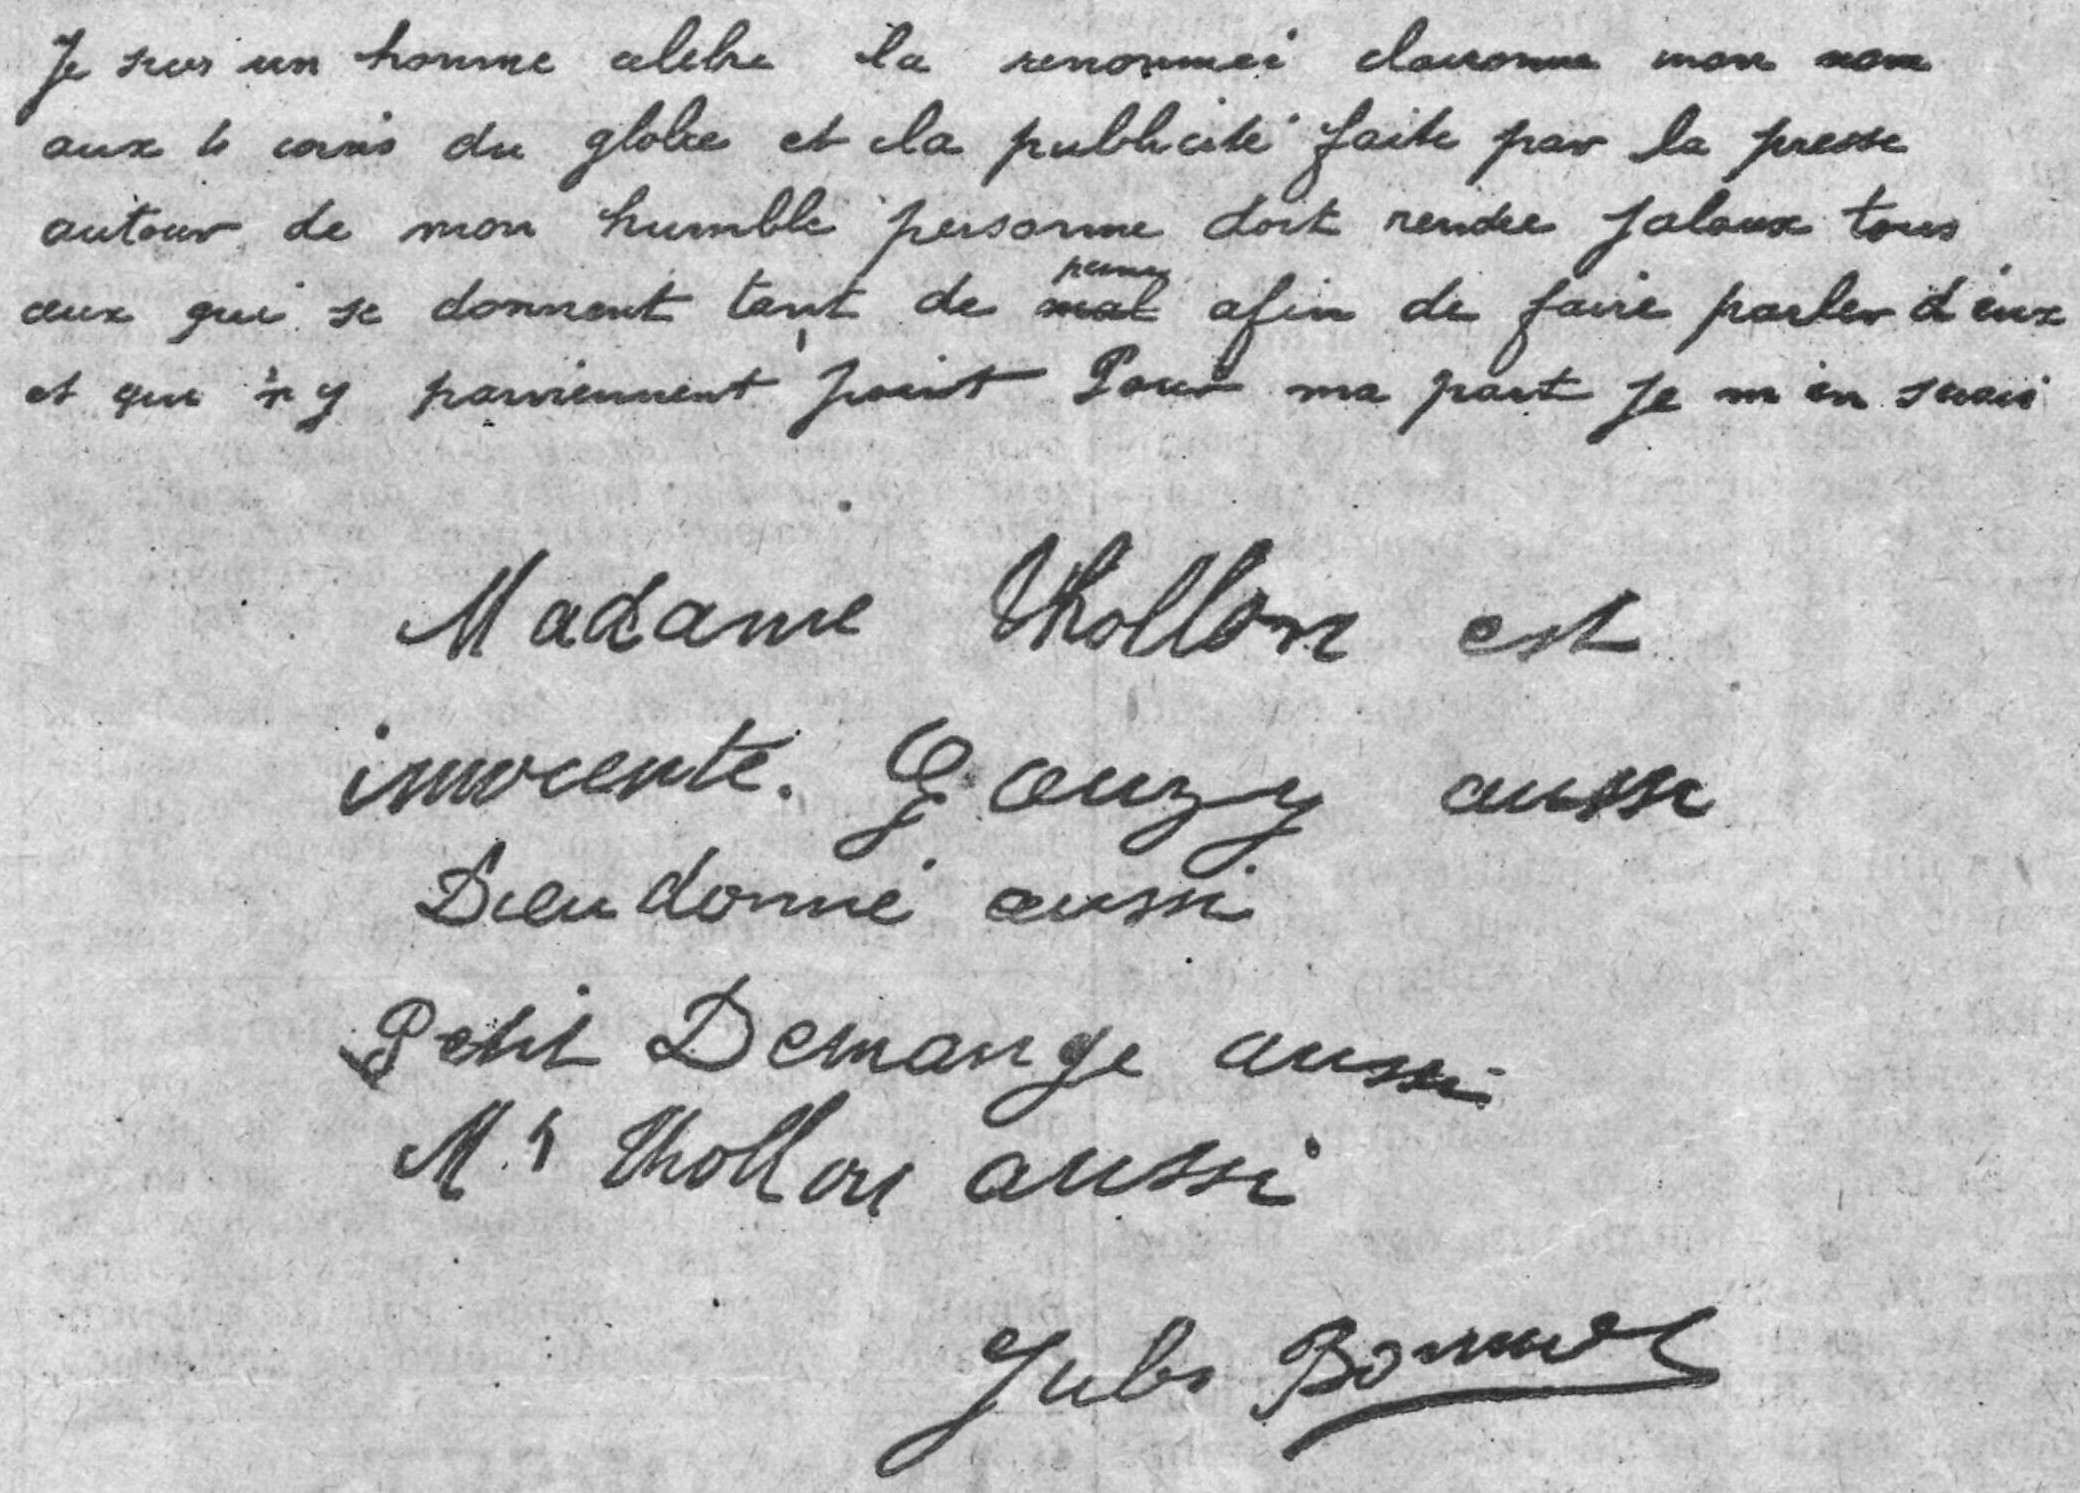 Je suis un homme celebre la renommée claironne mon nom
aux 4 coins du globe et la publicité faite par la presse
autour de mon humble personne doit rendre jaloux tous
ceux qui se donnent tant de peines mal afin de faire parler d'eux
et qui n'y parviennent point Pour ma part je m'en serais
Madame Thollon est
innocente. Gauzy aussi
Dieudonné aussi
Petit Demange aussi
Mr Thollon aussi
Jules Bonnot